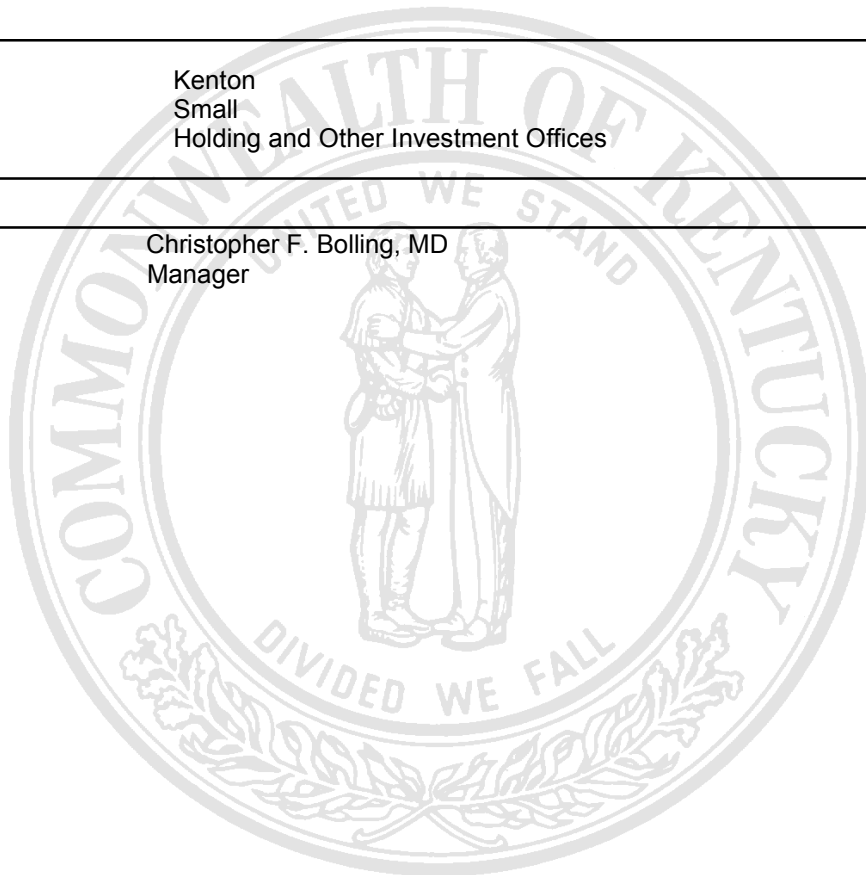 Kenton
Small
Holding and Other Investment Offices
Christopher F. Bolling, MD
Manager
COMMONWEALTH OF KENTUCKY
UNITED WE STAND
DIVIDED WE FALL